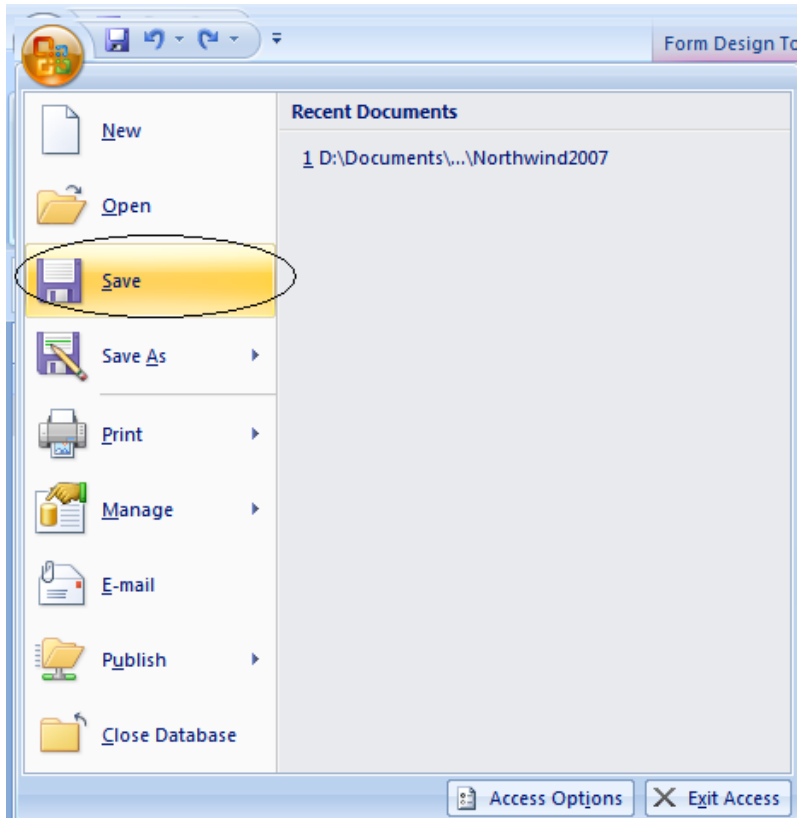 Form Design To
New
Open
Save
Save As
Print
Manage
E-mail
Publish
Close Database
Recent Documents
1 D:\Documents\...\Northwind2007
Access Options
Exit Access